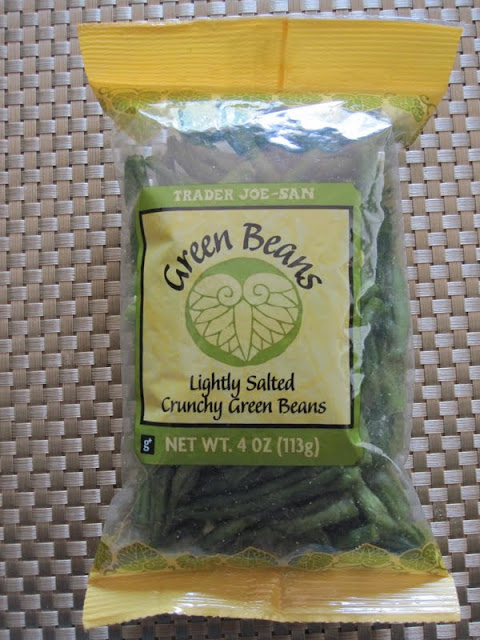 TRADER JOE-SAN
Green Beans
Lightly Salted
Crunchy Green Beans
g
NET WT. 4 OZ (113g)